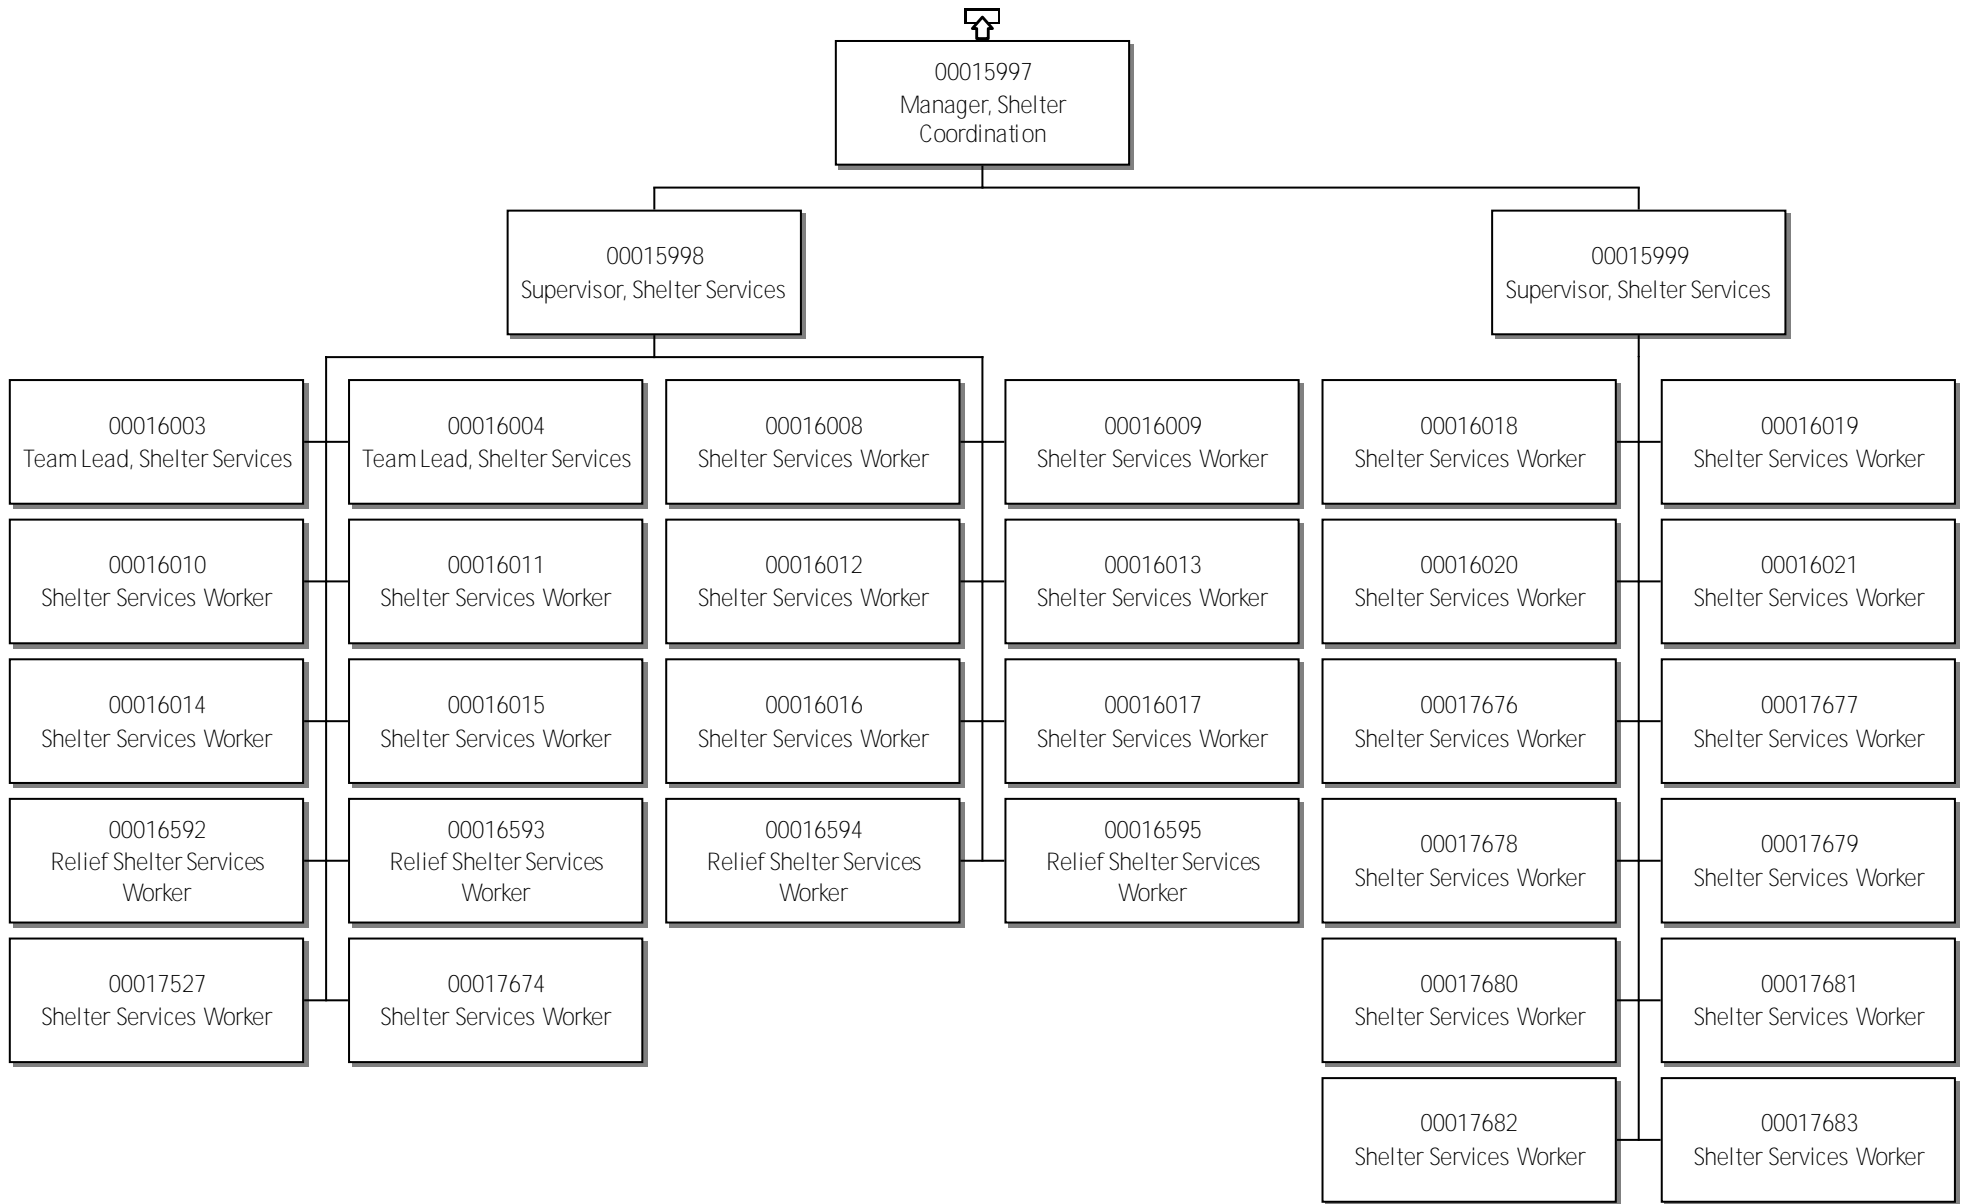 00015997
Manager, Shelter
Coordination
00015998
Supervisor, Shelter Services
00015999
Supervisor, Shelter Services
00016003
Team Lead, Shelter Services
00016004
Team Lead, Shelter Services
00016008
Shelter Services Worker
00016009
Shelter Services Worker
00016018
Shelter Services Worker
00016019
Shelter Services Worker
00016010
Shelter Services Worker
00016011
Shelter Services Worker
00016012
Shelter Services Worker
00016013
Shelter Services Worker
00016020
Shelter Services Worker
00016021
Shelter Services Worker
00016014
Shelter Services Worker
00016015
Shelter Services Worker
00016016
Shelter Services Worker
00016017
Shelter Services Worker
00017676
Shelter Services Worker
00017677
Shelter Services Worker
00016592
Relief Shelter Services
Worker
00016593
Relief Shelter Services
Worker
00016594
Relief Shelter Services
Worker
00016595
Relief Shelter Services
Worker
00017678
Shelter Services Worker
00017679
Shelter Services Worker
00017527
Shelter Services Worker
00017674
Shelter Services Worker
00017680
Shelter Services Worker
00017681
Shelter Services Worker
00017682
Shelter Services Worker
00017683
Shelter Services Worker